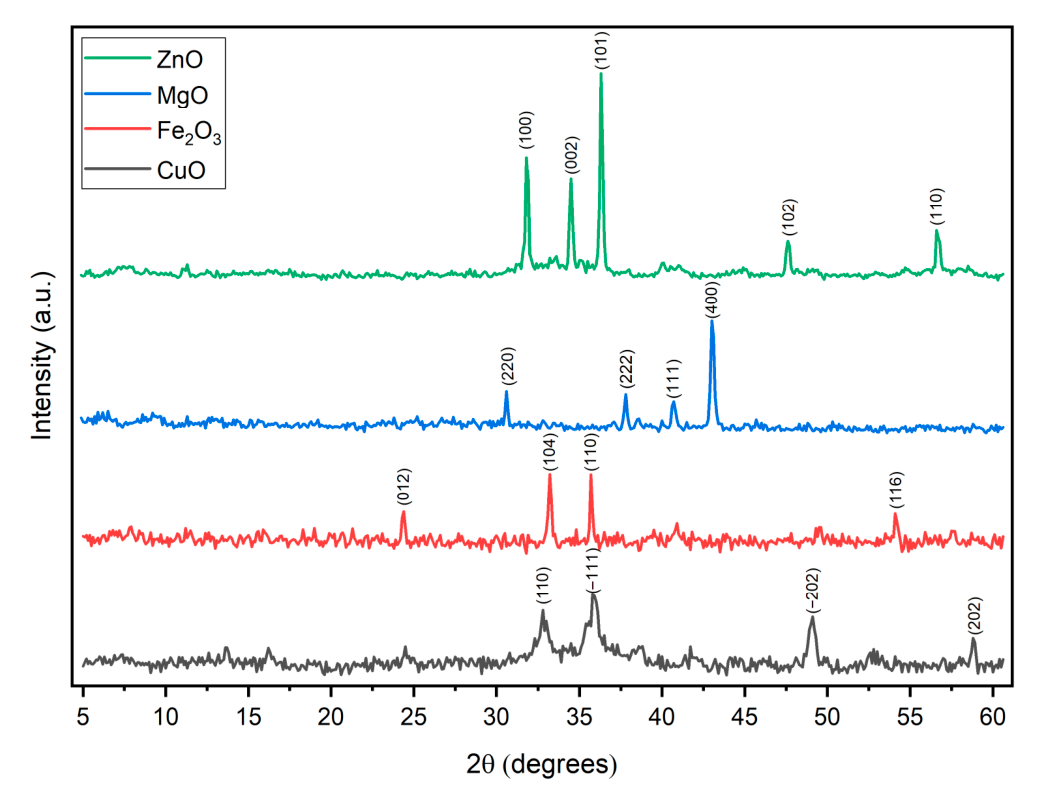 ZnO
MgO
Fe₂O₃
CuO
(100)
(002)
(101)
(102)
(110)
(220)
(222)
(111)
(400)
(012)
(104)
(110)
(116)
(110)
(−111)
(−202)
(202)
Intensity (a.u.)
5 10 15 20 25 30 35 40 45 50 55 60
2θ (degrees)